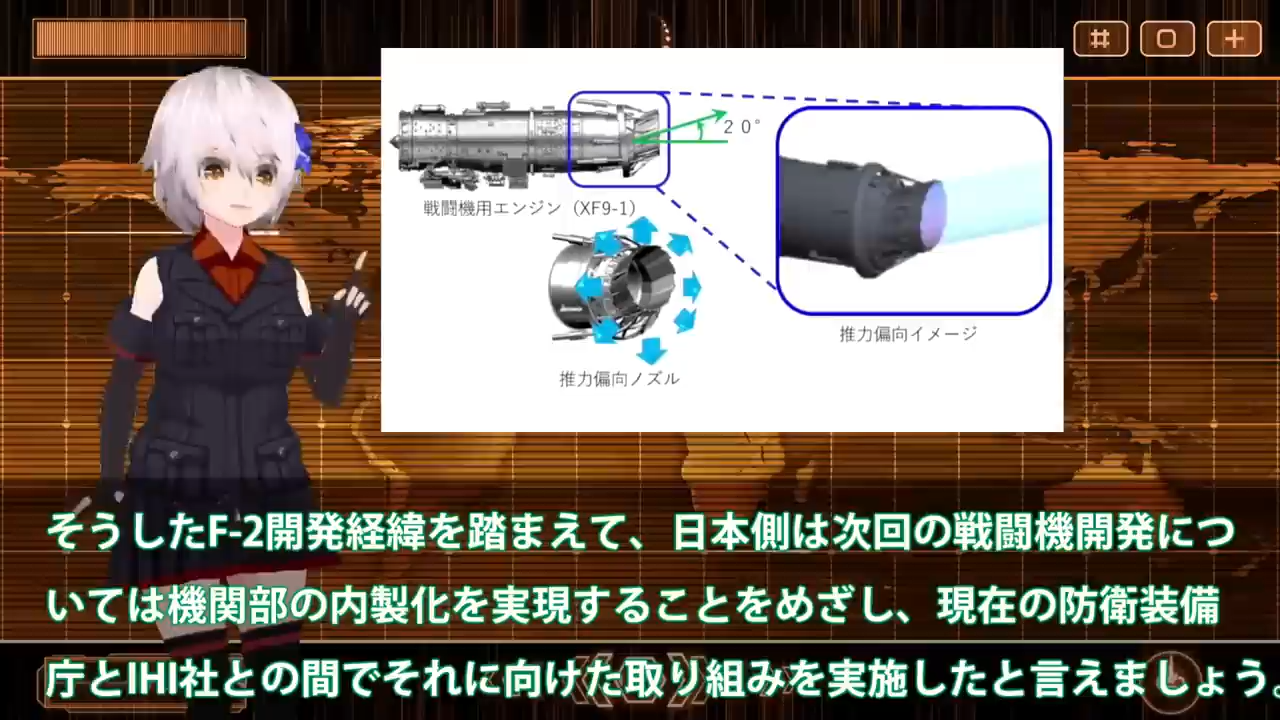 20°
戦闘機用エンジン（XF9-1）
推力偏向イメージ
推力偏向ノズル
そうしたF-2開発経緯を踏まえて、日本側は次回の戦闘機開発につ
いては機関部の内製化を実現することをめざし、現在の防衛装備
庁とIHI社との間でそれに向けた取り組みを実施したと言えましょう。